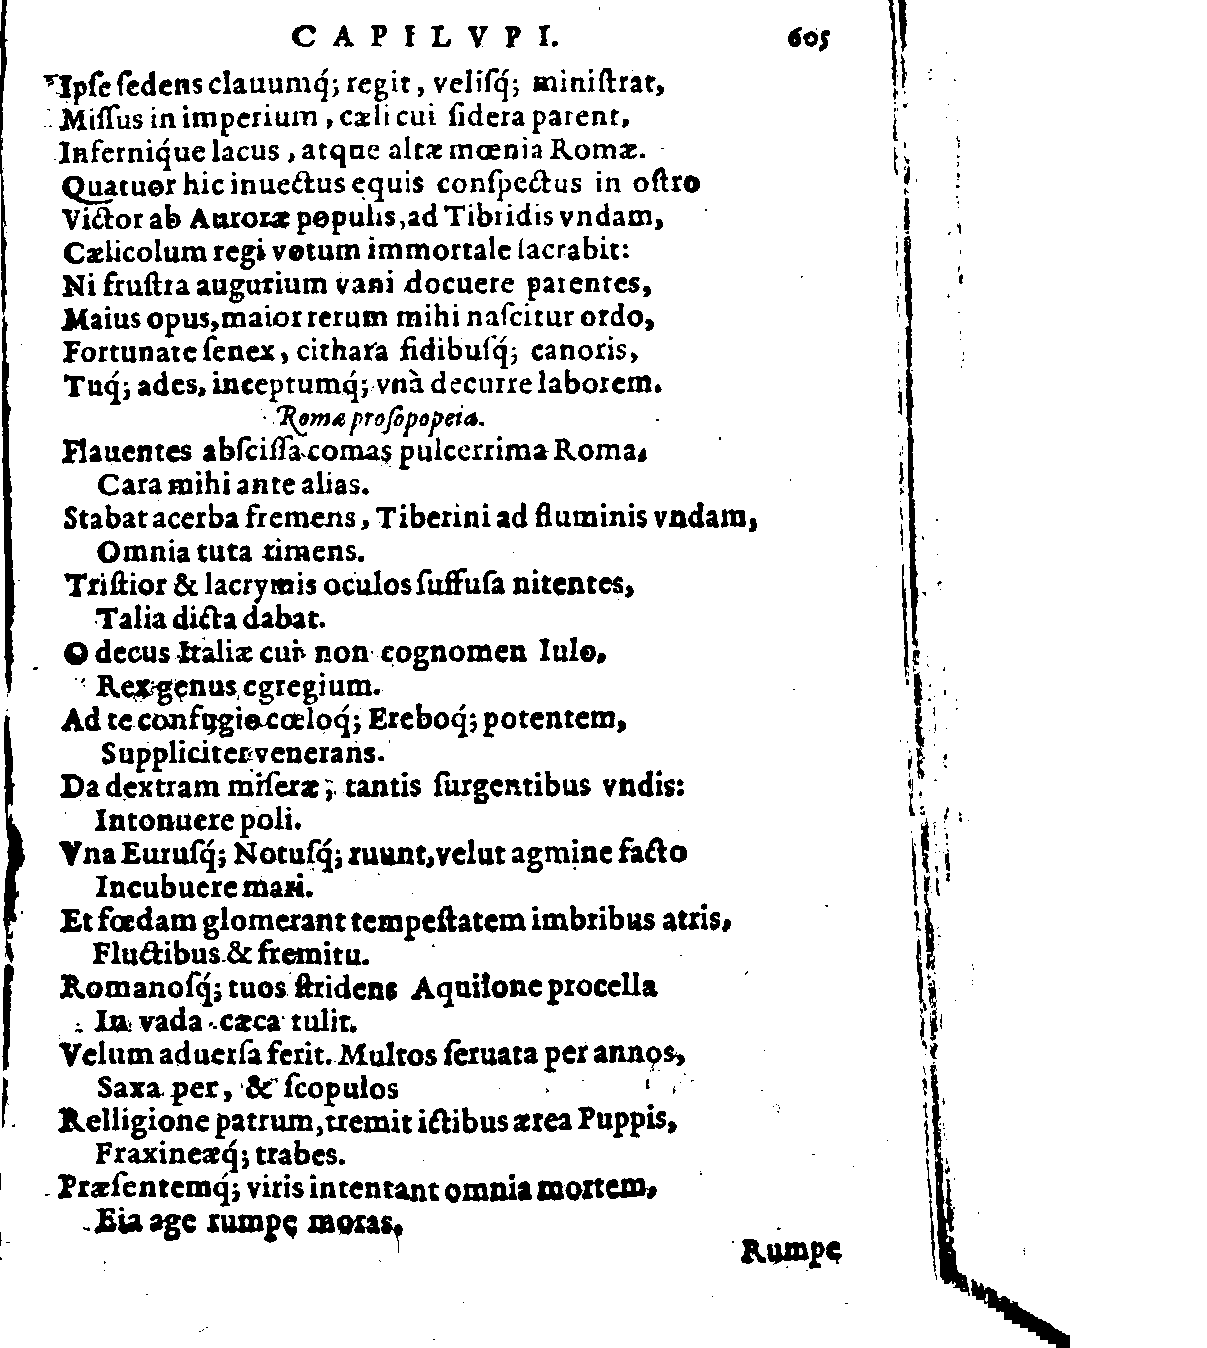 CAPILVPI. 605
Ipſe ſedens clauumq́; regit, veliſq́; miniſtrat,
Miſſus in imperium, cæli cui ſidera parent,
Inferniq́ue lacus, atque altæ mœnia Romæ.
Quatuor hic inuectus equis conſpectus in oſtro
Victor ab Auroræ populis, ad Tibridis vndam,
Cælicolum regi votum immortale ſacrabit:
Ni fruſtra augurium vani docuere parentes,
Maius opus, maior rerum mihi naſcitur ordo,
Fortunate ſenex, cithara fidibuſq́; canoris,
Tuq́; ades, inceptumq́; vnà decurre laborem.
Romæ proſopopeia.
Flauentes abſciſſa comas pulcerrima Roma,
Cara mihi ante alias.
Stabat acerba fremens, Tiberini ad fluminis vndam,
Omnia tuta timens.
Triſtior & lacrymis oculos ſuffuſa nitentes,
Talia dicta dabat.
O decus Italiæ cui non cognomen Iulo,
Rex genus egregium.
Ad te confugio cœloq́; Ereboq́; potentem,
Suppliciter venerans.
Da dextram miſeræ; tantis ſurgentibus vndis:
Intonuere poli.
Vna Euruſq́; Notuſq́; ruunt, velut agmine facto
Incubuere mari.
Et fœdam glomerant tempeſtatem imbribus atris,
Fluctibus & fremitu.
Romanoſq́; tuos ſtridens Aquilone procella
In vada cæca tulit.
Velum aduerſa ferit. Multos ſeruata per annos,
Saxa per, & ſcopulos
Relligione patrum, tremit ictibus ærea Puppis,
Fraxineæq́; trabes.
Præſentemq́; viris intentant omnia mortem,
Eia age rumpe moras,
Rumpe